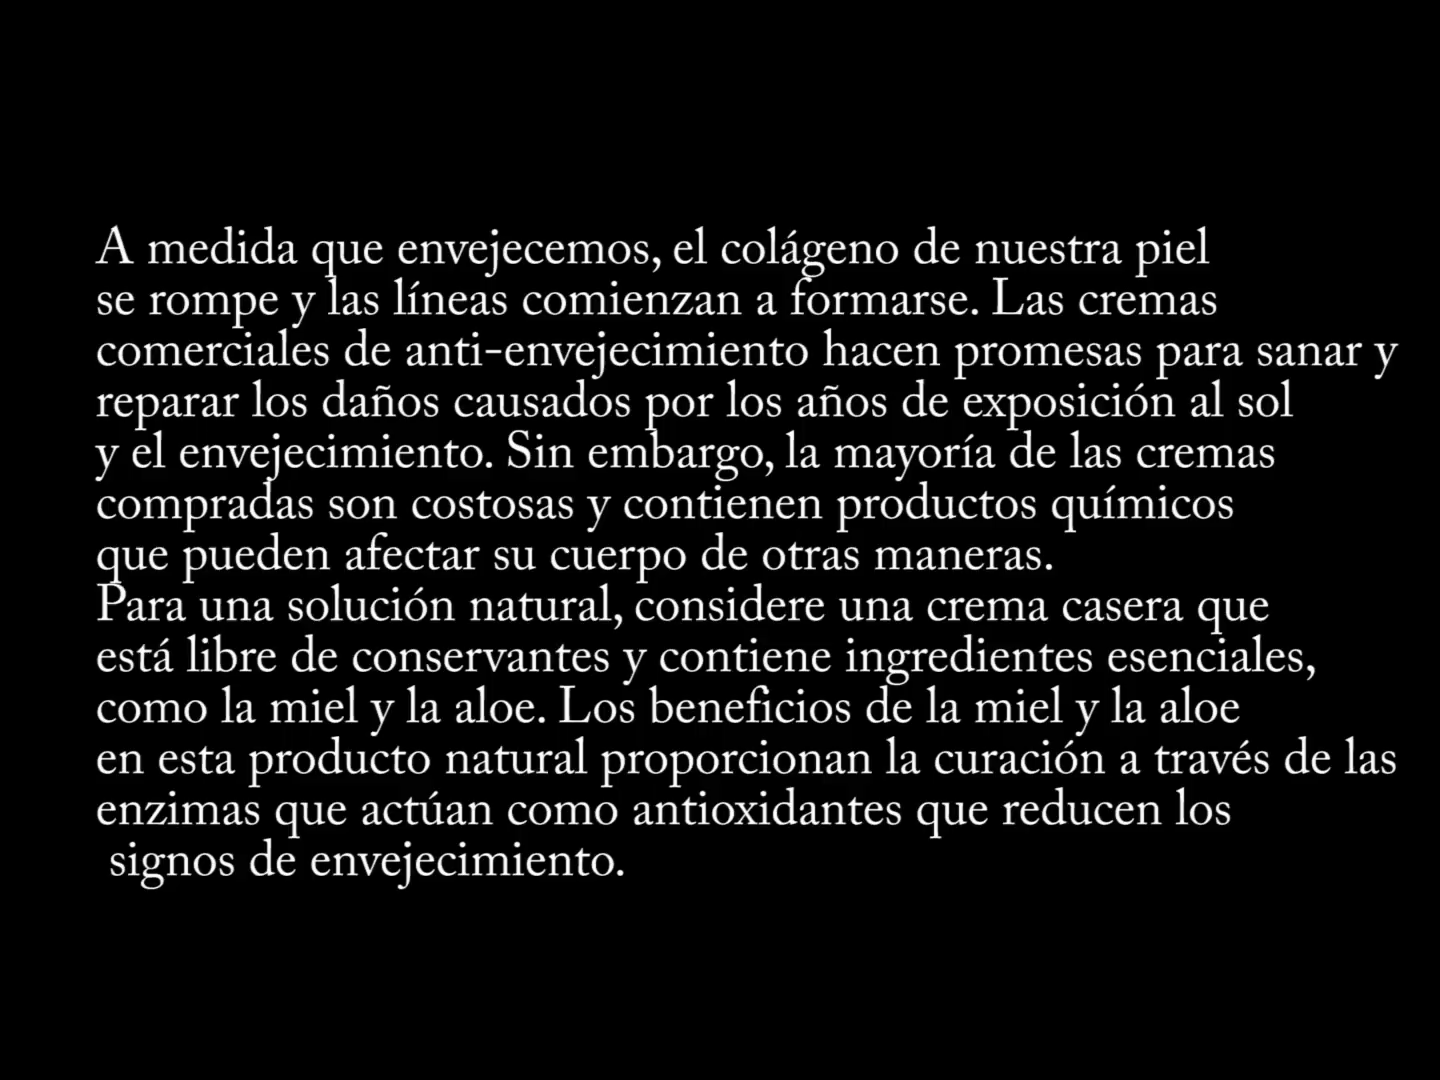 A medida que envejecemos, el colágeno de nuestra piel
se rompe y las líneas comienzan a formarse. Las cremas
comerciales de anti-envejecimiento hacen promesas para sanar y
reparar los daños causados por los años de exposición al sol
y el envejecimiento. Sin embargo, la mayoría de las cremas
compradas son costosas y contienen productos químicos
que pueden afectar su cuerpo de otras maneras.
Para una solución natural, considere una crema casera que
está libre de conservantes y contiene ingredientes esenciales,
como la miel y la aloe. Los beneficios de la miel y la aloe
en esta producto natural proporcionan la curación a través de las
enzimas que actúan como antioxidantes que reducen los
signos de envejecimiento.